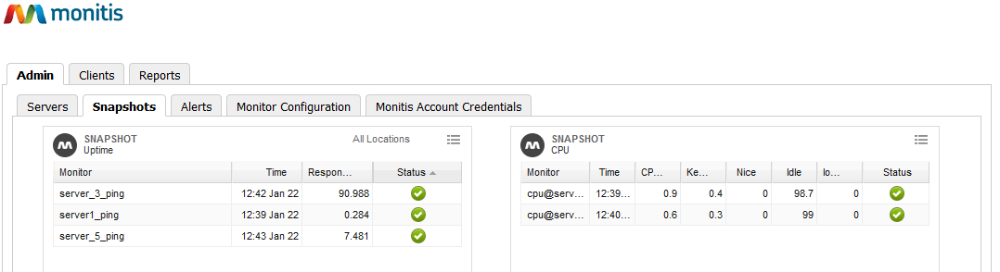 monitis
Admin Clients Reports
Servers Snapshots Alerts Monitor Configuration Monitis Account Credentials
SNAPSHOT All Locations
Uptime
Monitor Time Respon... Status
server_3_ping 12:42 Jan 22 90.988
server1_ping 12:39 Jan 22 0.284
server_5_ping 12:43 Jan 22 7.481
SNAPSHOT
CPU
Monitor Time CP... Ke... Nice Idle Io... Status
cpu@serv... 12:39... 0.9 0.4 0 98.7 0
cpu@serv... 12:40... 0.6 0.3 0 99 0